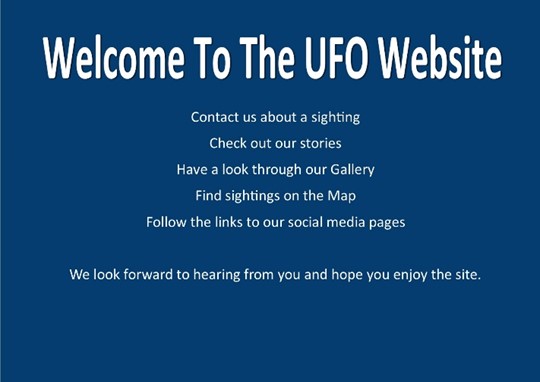 Welcome To The UFO Website
Contact us about a sighting
Check out our stories
Have a look through our Gallery
Find sightings on the Map
Follow the links to our social media pages
We look forward to hearing from you and hope you enjoy the site.